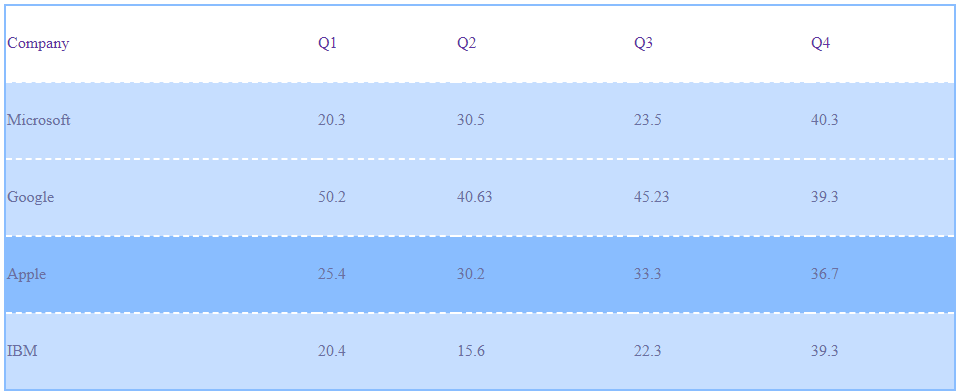 Company Q1 Q2 Q3 Q4
Microsoft 20.3 30.5 23.5 40.3
Google 50.2 40.63 45.23 39.3
Apple 25.4 30.2 33.3 36.7
IBM 20.4 15.6 22.3 39.3